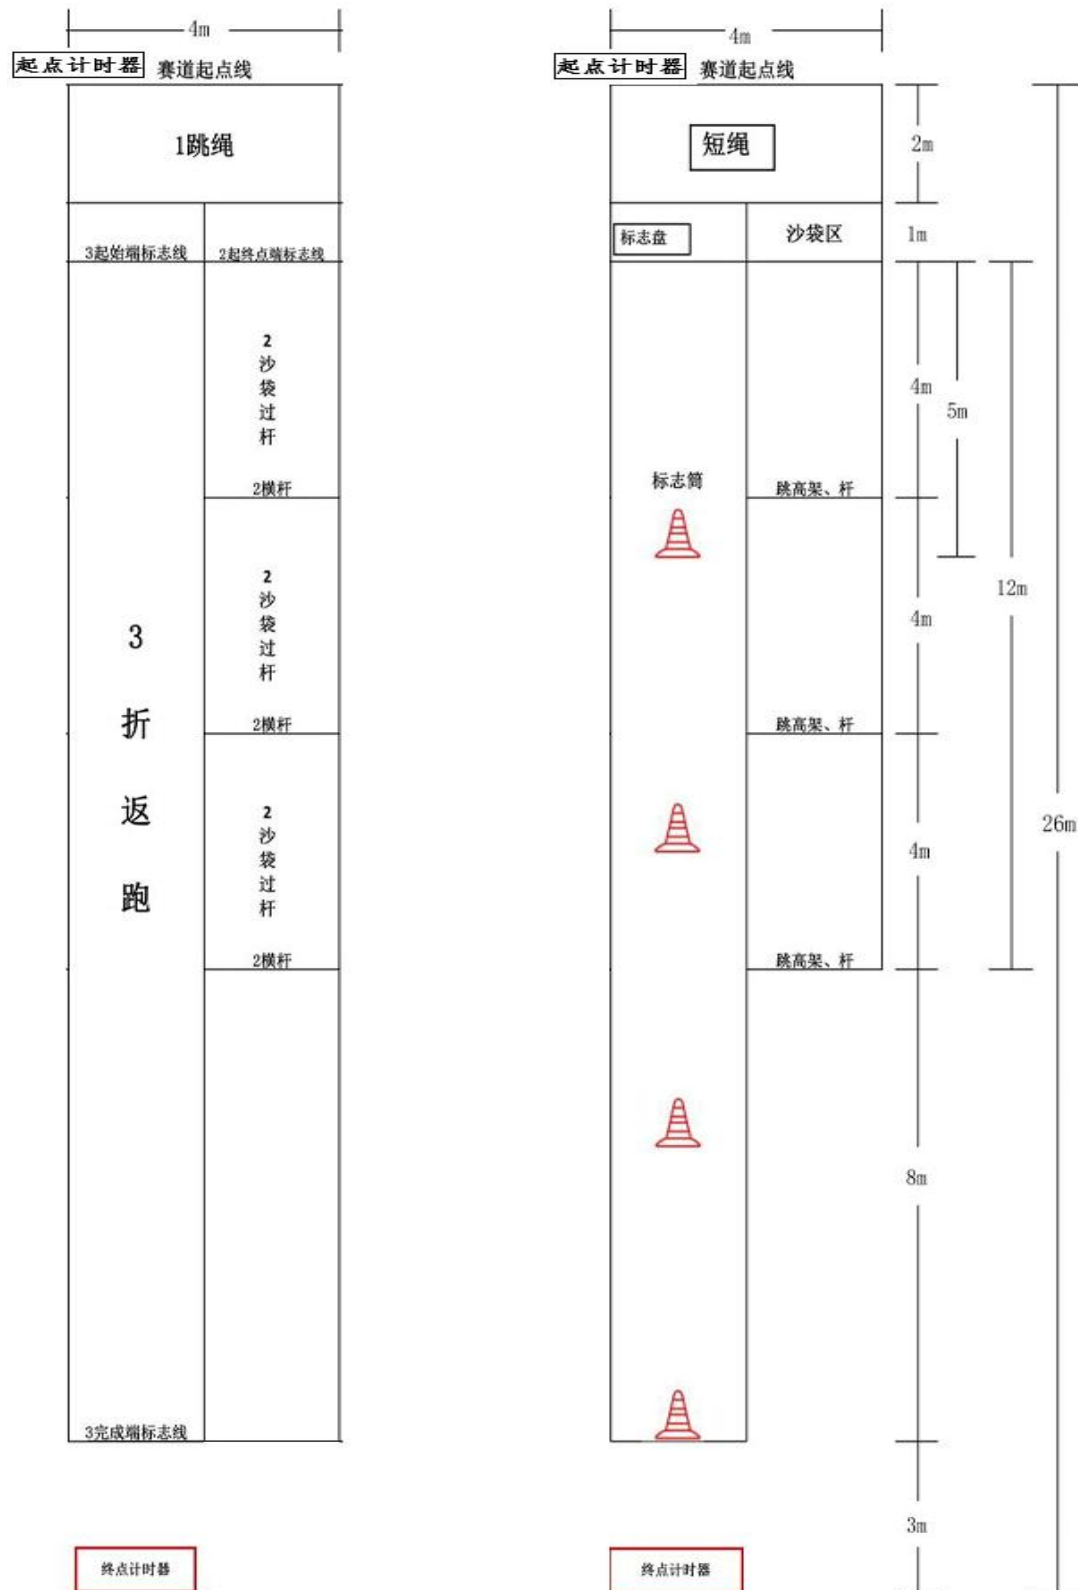 4m
4m
起点计时器 赛道起点线
起点计时器 赛道起点线
1跳绳
短绳
2m
3起始端标志线
2起终点端标志线
标志盘
沙袋区
1m
2沙袋过杆
4m
5m
2横杆
标志筒
跳高架、杆
2沙袋过杆
4m
12m
3折返跑
2横杆
跳高架、杆
2沙袋过杆
4m
26m
2横杆
跳高架、杆
8m
3完成端标志线
3m
终点计时器
终点计时器